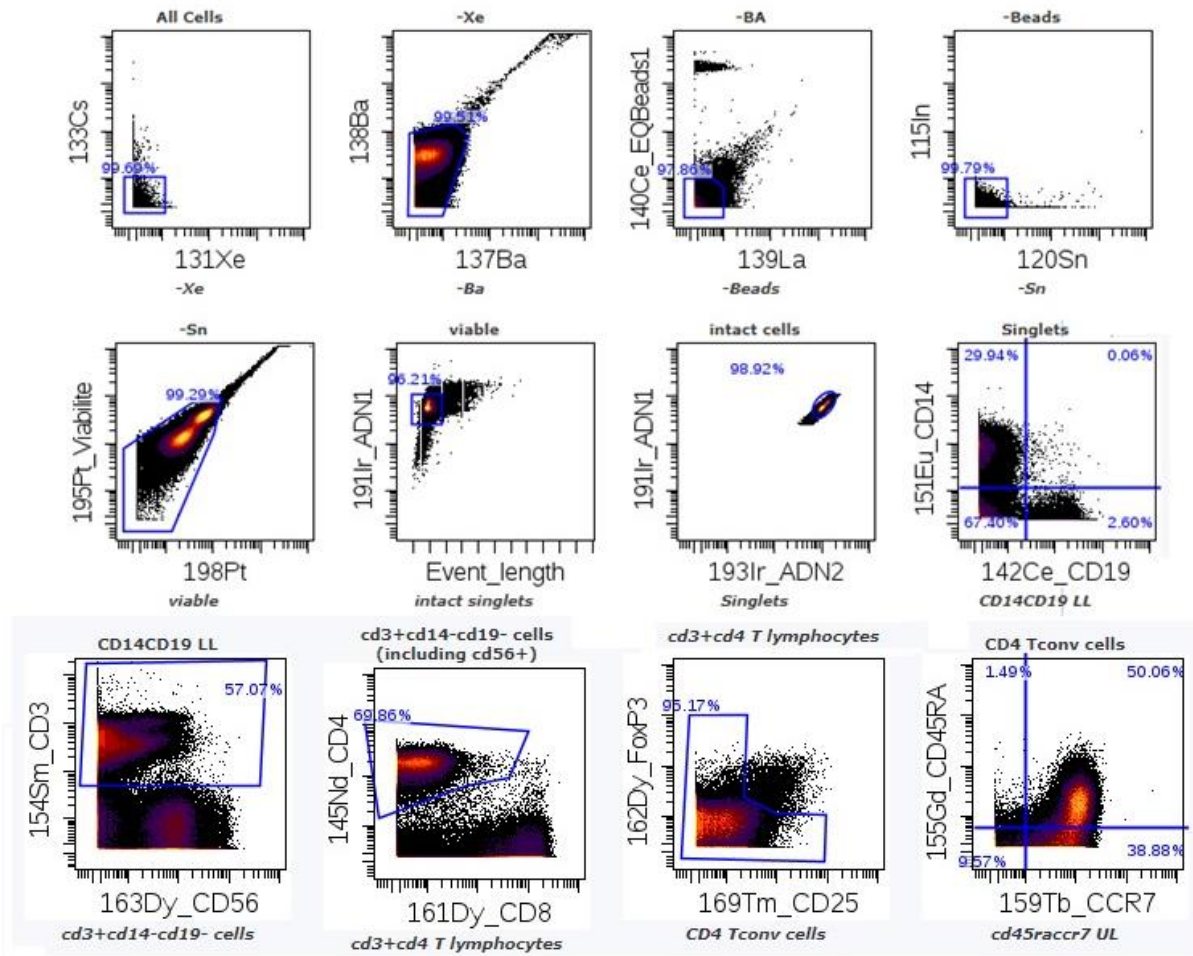 All Cells
133Cs
99.69%
131Xe
-Xe
-Xe
138Ba
99.51%
137Ba
-Ba
-BA
140Ce_EQBeads1
97.86%
139La
-Beads
-Beads
115In
99.79%
120Sn
-Sn
-Sn
195Pt_Viabilite
99.29%
198Pt
viable
viable
191Ir_ADN1
96.21%
Event_length
intact singlets
intact cells
191Ir_ADN1
98.92%
193Ir_ADN2
Singlets
Singlets
151Eu_CD14
29.94%
0.06%
67.40%
2.60%
142Ce_CD19
CD14CD19 LL
CD14CD19 LL
154Sm_CD3
57.07%
163Dy_CD56
cd3+cd14-cd19- cells
cd3+cd14-cd19- cells
(including cd56+)
145Nd_CD4
69.86%
161Dy_CD8
cd3+cd4 T lymphocytes
cd3+cd4 T lymphocytes
162Dy_FoxP3
95.17%
169Tm_CD25
CD4 Tconv cells
CD4 Tconv cells
155Gd_CD45RA
1.49%
50.06%
9.57%
38.88%
159Tb_CCR7
cd45raccr7 UL